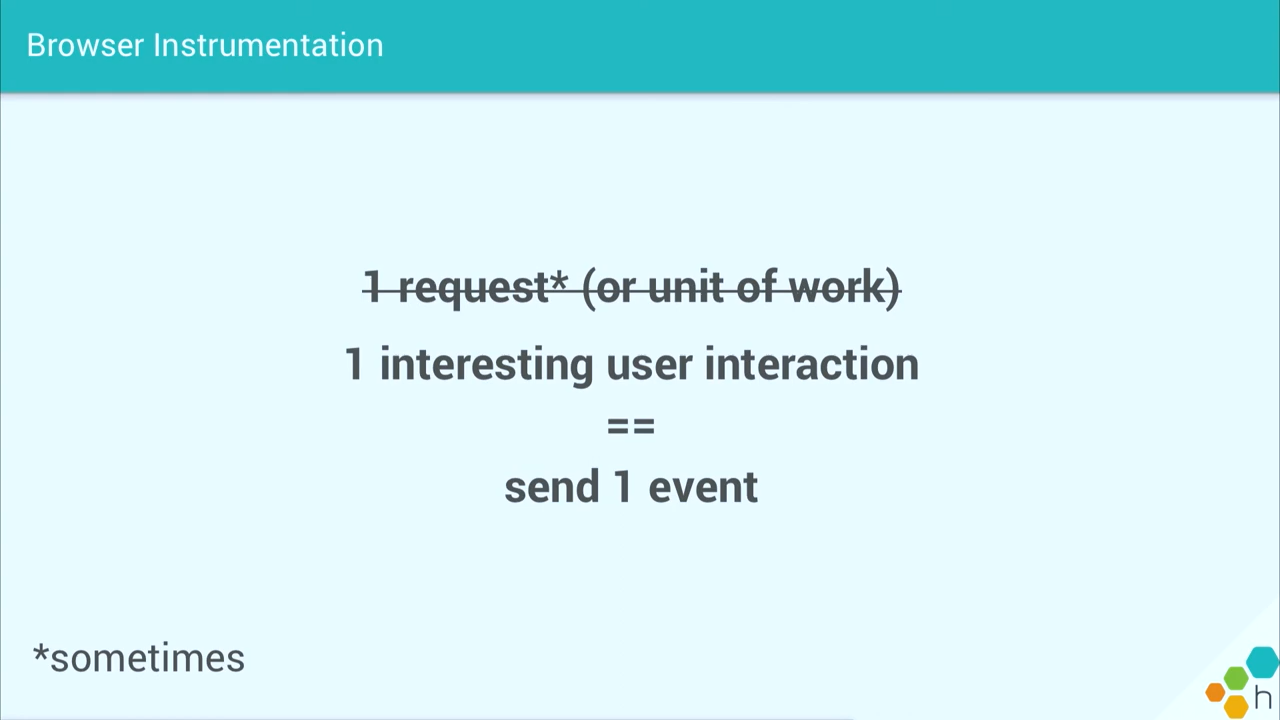 Browser Instrumentation
1 request* (or unit of work)
1 interesting user interaction
==
send 1 event
*sometimes
h